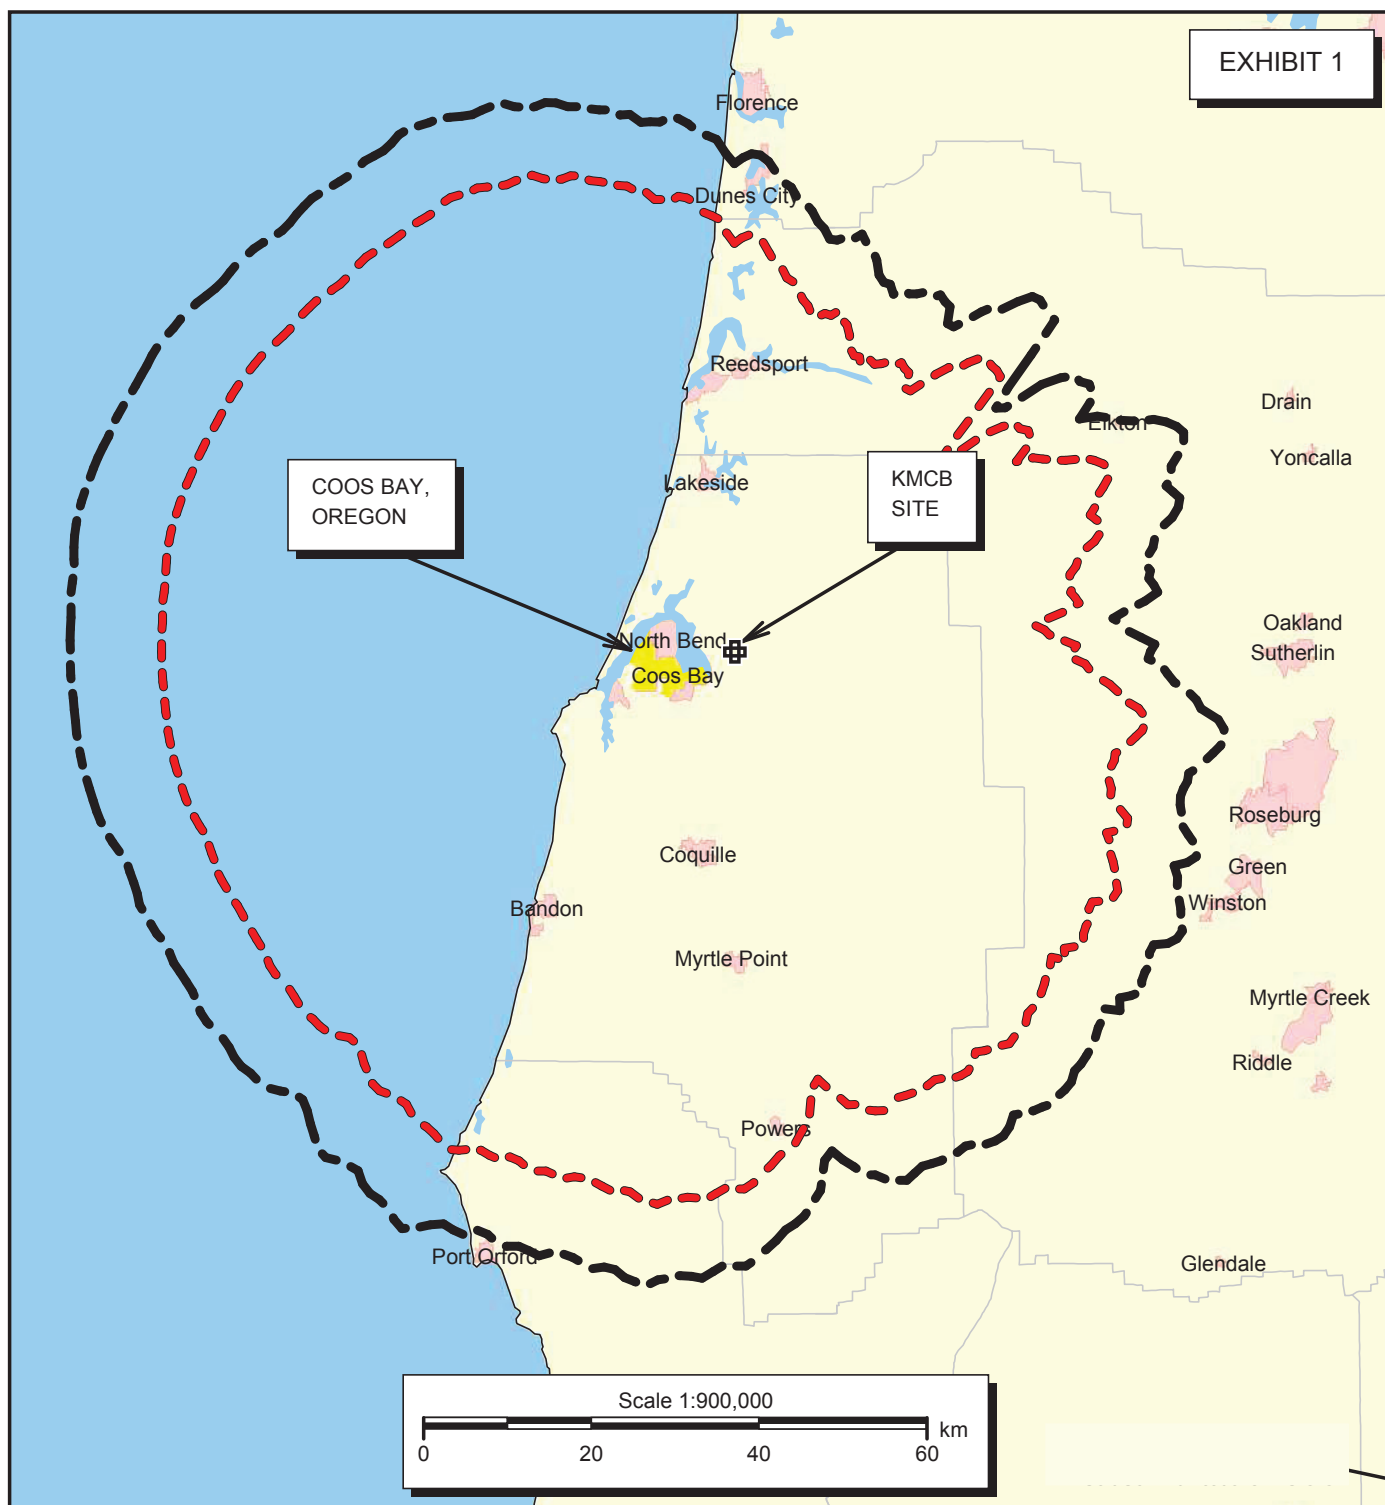 EXHIBIT 1
Florence
Dunes City
Reedsport
Drain
Elkton
Yoncalla
Lakeside
COOS BAY,
OREGON
KMCB
SITE
North Bend
Oakland
Sutherlin
Coos Bay
Roseburg
Coquille
Green
Winston
Bandon
Myrtle Point
Myrtle Creek
Riddle
Powers
Port Orford
Glendale
Scale 1:900,000
km
0 20 40 60